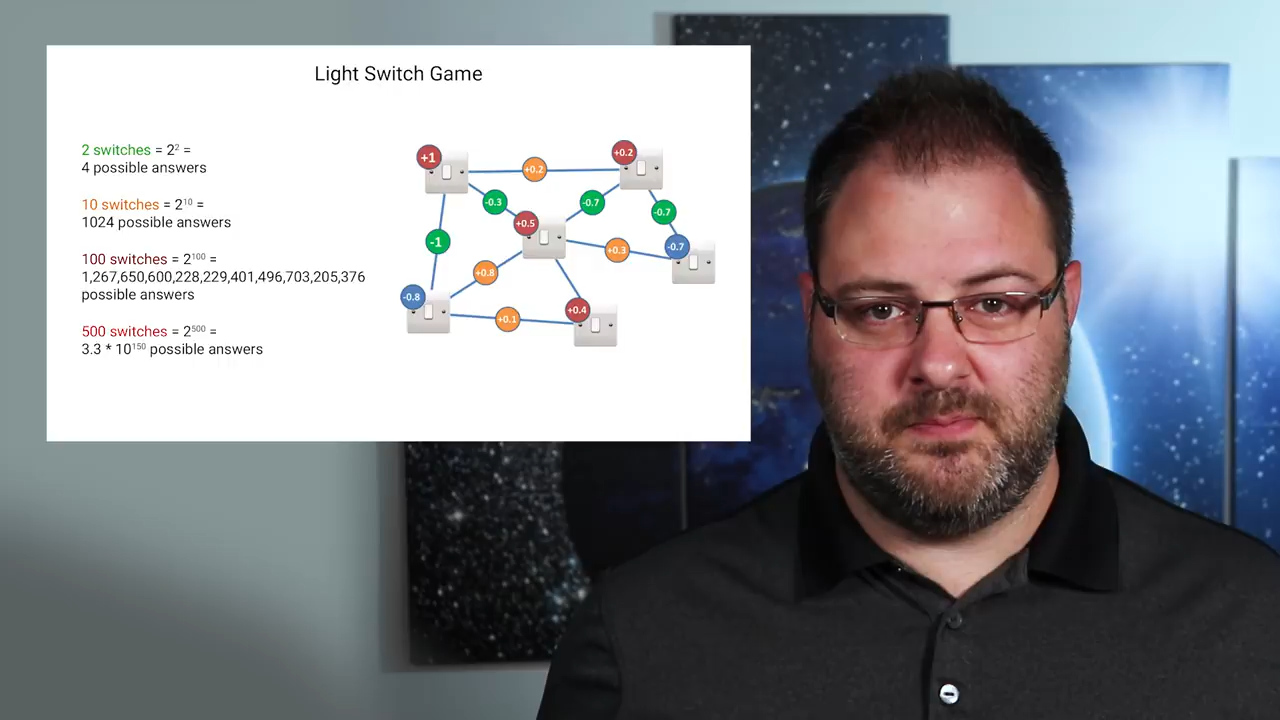 Light Switch Game
2 switches = 2² =
4 possible answers
10 switches = 2¹⁰ =
1024 possible answers
100 switches = 2¹⁰⁰ =
1,267,650,600,228,229,401,496,703,205,376
possible answers
500 switches = 2⁵⁰⁰ =
3.3 * 10¹⁵⁰ possible answers
+1
+0.2
+0.2
-0.3
-0.7
-0.7
+0.5
-1
+0.3
-0.7
+0.8
-0.8
+0.4
+0.1